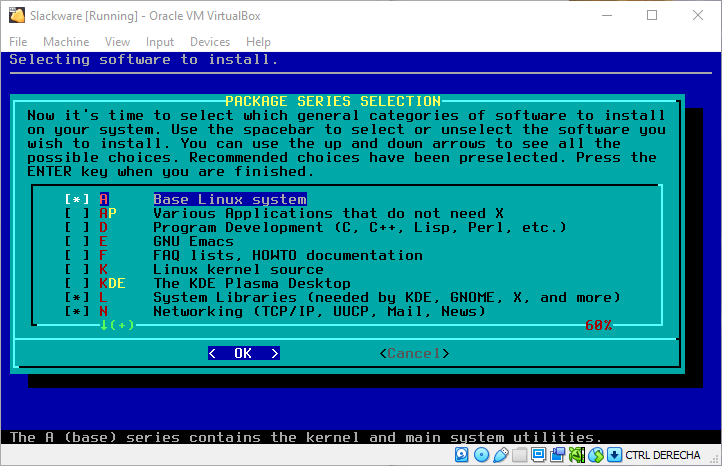 Slackware [Running] - Oracle VM VirtualBox
File Machine View Input Devices Help
Selecting software to install.
PACKAGE SERIES SELECTION
Now it's time to select which general categories of software to install
on your system. Use the spacebar to select or unselect the software you
wish to install. You can use the up and down arrows to see all the
possible choices. Recommended choices have been preselected. Press the
ENTER key when you are finished.
[*] A Base Linux system
[ ] AP Various Applications that do not need X
[ ] D Program Development (C, C++, Lisp, Perl, etc.)
[ ] E GNU Emacs
[ ] F FAQ lists, HOWTO documentation
[ ] K Linux kernel source
[ ] KDE The KDE Plasma Desktop
[*] L System Libraries (needed by KDE, GNOME, X, and more)
[*] N Networking (TCP/IP, UUCP, Mail, News)
↓(+) 60%
< OK > <Cancel>
The A (base) series contains the kernel and main system utilities.
CTRL DERECHA